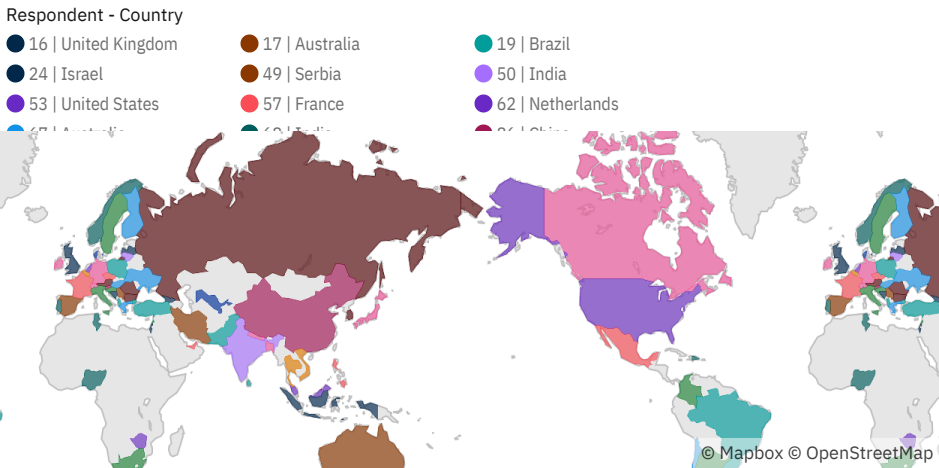 Respondent - Country
16 | United Kingdom 17 | Australia 19 | Brazil
24 | Israel 49 | Serbia 50 | India
53 | United States 57 | France 62 | Netherlands
© Mapbox © OpenStreetMap